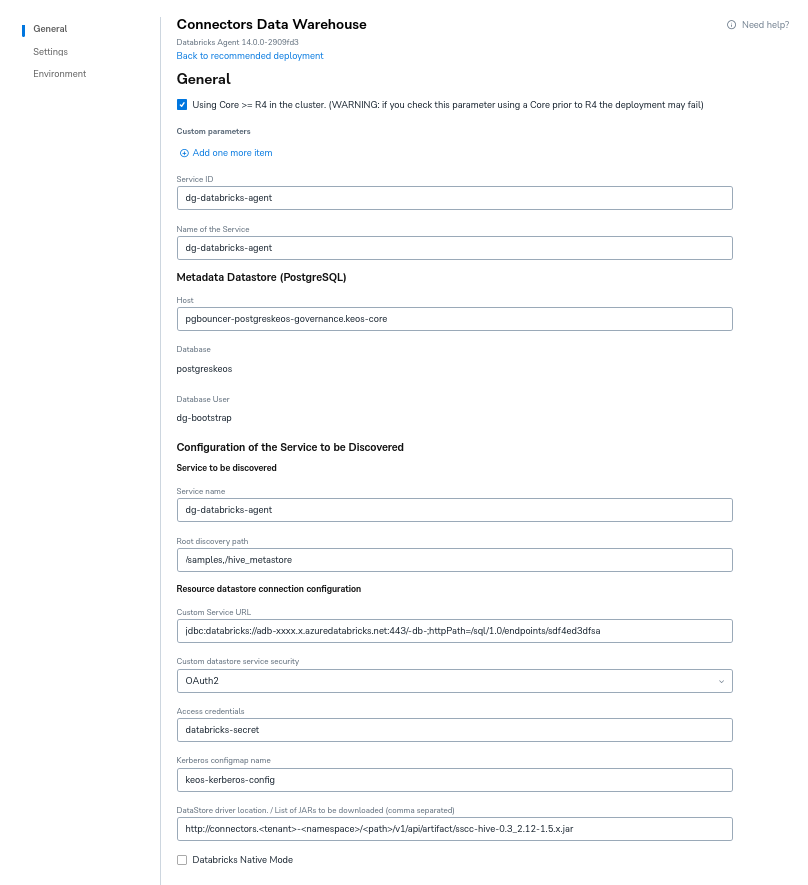 General
Settings
Environment
Connectors Data Warehouse
Need help?
Databricks Agent 14.0.0-2909fd3
Back to recommended deployment
General
Using Core >= R4 in the cluster. (WARNING: if you check this parameter using a Core prior to R4 the deployment may fail)
Custom parameters
Add one more item
Service ID
dg-databricks-agent
Name of the Service
dg-databricks-agent
Metadata Datastore (PostgreSQL)
Host
pgbouncer-postgreskeos-governance.keos-core
Database
postgreskeos
Database User
dg-bootstrap
Configuration of the Service to be Discovered
Service to be discovered
Service name
dg-databricks-agent
Root discovery path
/samples,/hive_metastore
Resource datastore connection configuration
Custom Service URL
jdbc:databricks://adb-xxxx.x.azuredatabricks.net:443/-db-;httpPath=/sql/1.0/endpoints/sdf4ed3dfsa
Custom datastore service security
OAuth2
Access credentials
databricks-secret
Kerberos configmap name
keos-kerberos-config
DataStore driver location. / List of JARs to be downloaded (comma separated)
http://connectors.<tenant>-<namespace>/<path>/v1/api/artifact/sscc-hive-0.3_2.12-1.5.x.jar
Databricks Native Mode